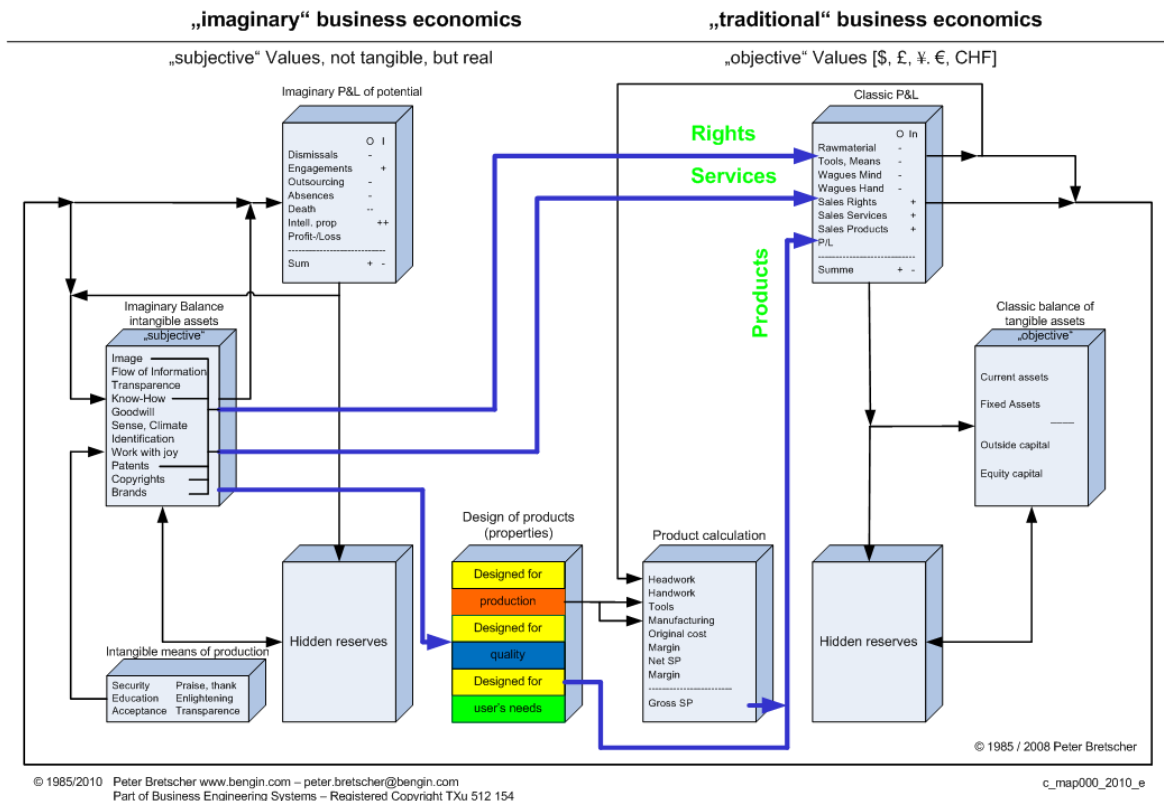 „imaginary“ business economics
„traditional“ business economics
„subjective“ Values, not tangible, but real
„objective“ Values [$, £, ¥. €, CHF]
Imaginary P&L of potential
O I
Dismissals -
Engagements +
Outsourcing -
Absences -
Death --
Intell. prop ++
Profit-/Loss
------------------------------
Sum + -
Classic P&L
O In
Rawmaterial -
Tools, Means -
Wagues Mind -
Wagues Hand -
Sales Rights +
Sales Services +
Sales Products +
P/L
------------------------------
Summe + -
Rights
Services
Products
Imaginary Balance
intangible assets
„subjective“
Image
Flow of Information
Transparence
Know-How
Goodwill
Sense, Climate
Identification
Work with joy
Patents
Copyrights
Brands
Classic balance of
tangible assets
„objective“
Current assets
Fixed Assets
____
Outside capital
Equity capital
Intangible means of production
Security Praise, thank
Education Enlightening
Acceptance Transparence
Hidden reserves
Design of products
(properties)
Designed for
production
Designed for
quality
Designed for
user's needs
Product calculation
Headwork
Handwork
Tools
Manufacturing
Original cost
Margin
Net SP
Margin
--------------------------
Gross SP
Hidden reserves
© 1985 / 2008 Peter Bretscher
© 1985/2010 Peter Bretscher www.bengin.com – peter.bretscher@bengin.com
Part of Business Engineering Systems – Registered Copyright TXu 512 154
c_map000_2010_e